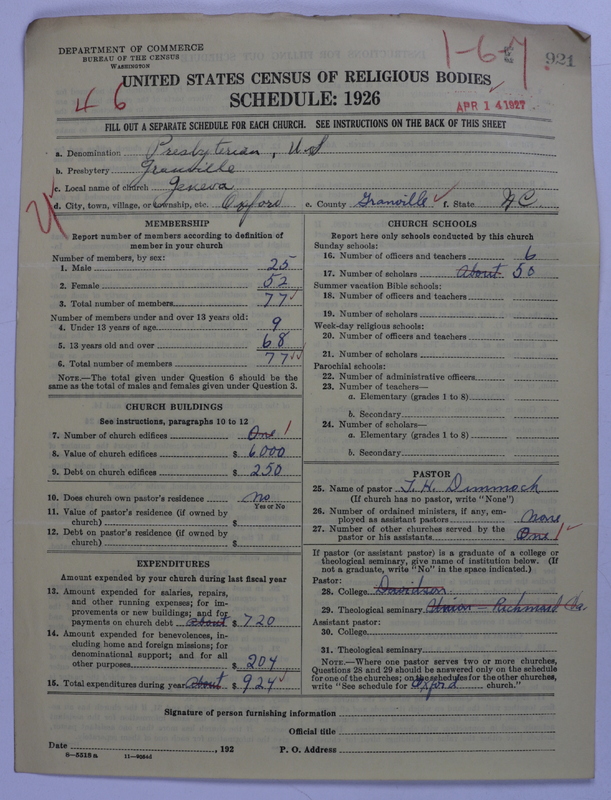 DEPARTMENT OF COMMERCE
BUREAU OF THE CENSUS
WASHINGTON
1-6-7.
921
UNITED STATES CENSUS OF RELIGIOUS BODIES
4 6
SCHEDULE: 1926
APR 14 1927
FILL OUT A SEPARATE SCHEDULE FOR EACH CHURCH. SEE INSTRUCTIONS ON THE BACK OF THIS SHEET
a. Denomination Presbyterian, US
b. Presbytery Granville
c. Local name of church Geneva
d. City, town, village, or township, etc. Oxford e. County Granville f. State NC
MEMBERSHIP
Report number of members according to definition of
member in your church
Number of members, by sex:
1. Male 25
2. Female 52
3. Total number of members 77
Number of members under and over 13 years old:
4. Under 13 years of age 9
5. 13 years old and over 68
6. Total number of members 77
NOTE.—The total given under Question 6 should be the
same as the total of males and females given under Question 3.
CHURCH BUILDINGS
See instructions, paragraphs 10 to 12
7. Number of church edifices One 1
8. Value of church edifices $ 6,000
9. Debt on church edifices $ 250
10. Does church own pastor's residence no
Yes or No
11. Value of pastor's residence (if owned by
church) $
12. Debt on pastor's residence (if owned by
church) $
EXPENDITURES
Amount expended by your church during last fiscal year
13. Amount expended for salaries, repairs,
and other running expenses; for im-
provements or new buildings; and for
payments on church debt about $ 720
14. Amount expended for benevolences, in-
cluding home and foreign missions; for
denominational support; and for all
other purposes $ 204
15. Total expenditures during year about $ 924
CHURCH SCHOOLS
Report here only schools conducted by this church
Sunday schools:
16. Number of officers and teachers 6
17. Number of scholars About 50
Summer vacation Bible schools:
18. Number of officers and teachers
19. Number of scholars
Week-day religious schools:
20. Number of officers and teachers
21. Number of scholars
Parochial schools:
22. Number of administrative officers
23. Number of teachers—
a. Elementary (grades 1 to 8)
b. Secondary
24. Number of scholars—
a. Elementary (grades 1 to 8)
b. Secondary
PASTOR
25. Name of pastor T. H. Dimmock
(If church has no pastor, write "None")
26. Number of ordained ministers, if any, em-
ployed as assistant pastors none
27. Number of other churches served by the
pastor or his assistants One 1
If pastor (or assistant pastor) is a graduate of a college or
theological seminary, give name of institution below. (If
not a graduate, write "No" in the space indicated.)
Pastor:
28. College Davidson
29. Theological seminary Union - Richmond Va.
Assistant pastor:
30. College
31. Theological seminary
NOTE.—Where one pastor serves two or more churches,
Questions 28 and 29 should be answered only on the schedule
for one of the churches; on the schedules for the other churches,
write "See schedule for Oxford church."
Signature of person furnishing information
Official title
Date , 192 P. O. Address
8—5518a 11—9584d